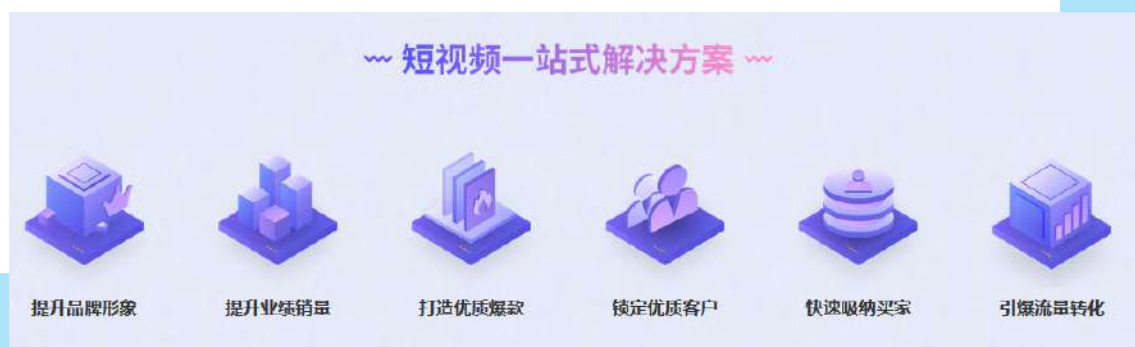 短视频一站式解决方案
提升品牌形象
提升业绩销量
打造优质爆款
锁定优质客户
快速吸纳买家
引爆流量转化